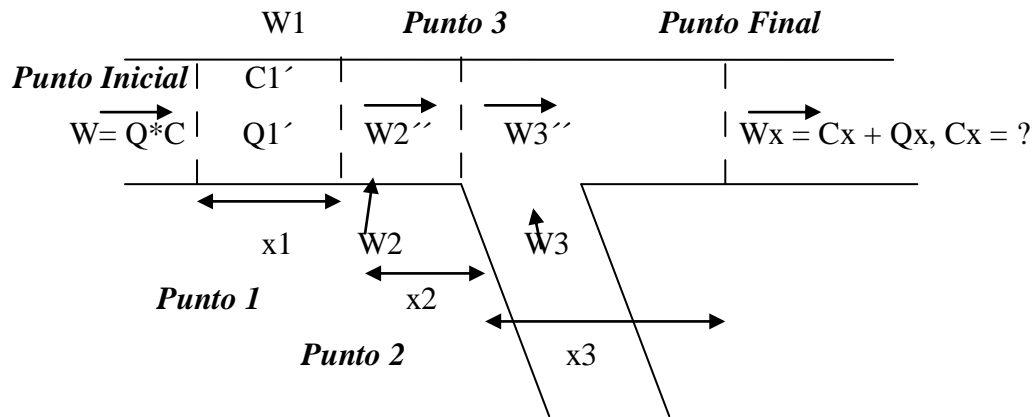 W1 Punto 3 Punto Final
Punto Inicial C1´
W= Q*C Q1´ W2´´ W3´´ Wx = Cx + Qx, Cx = ?
x1 W2 W3
Punto 1 x2
Punto 2 x3